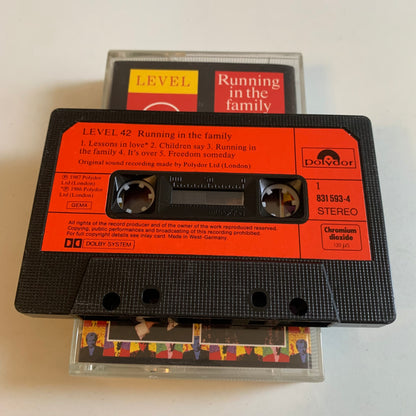 LEVEL
Running
in the
family
LEVEL 42 Running in the family
1. Lessons in love* 2. Children say 3. Running in
the family 4. It's over 5. Freedom someday
Original sound recording made by Polydor Ltd (London)
polydor
℗ 1987 Polydor
Ltd (London)
*℗ 1986 Polydor
Ltd (London)
GEMA
1
831 593-4
STEREO
Chromium
dioxide
120 µS
All rights of the record producer and of the owner of the work reproduced reserved.
Copying, public performances and broadcasting of this recording prohibited.
For full copyright details see inlay card. Made in West-Germany.
DOLBY SYSTEM